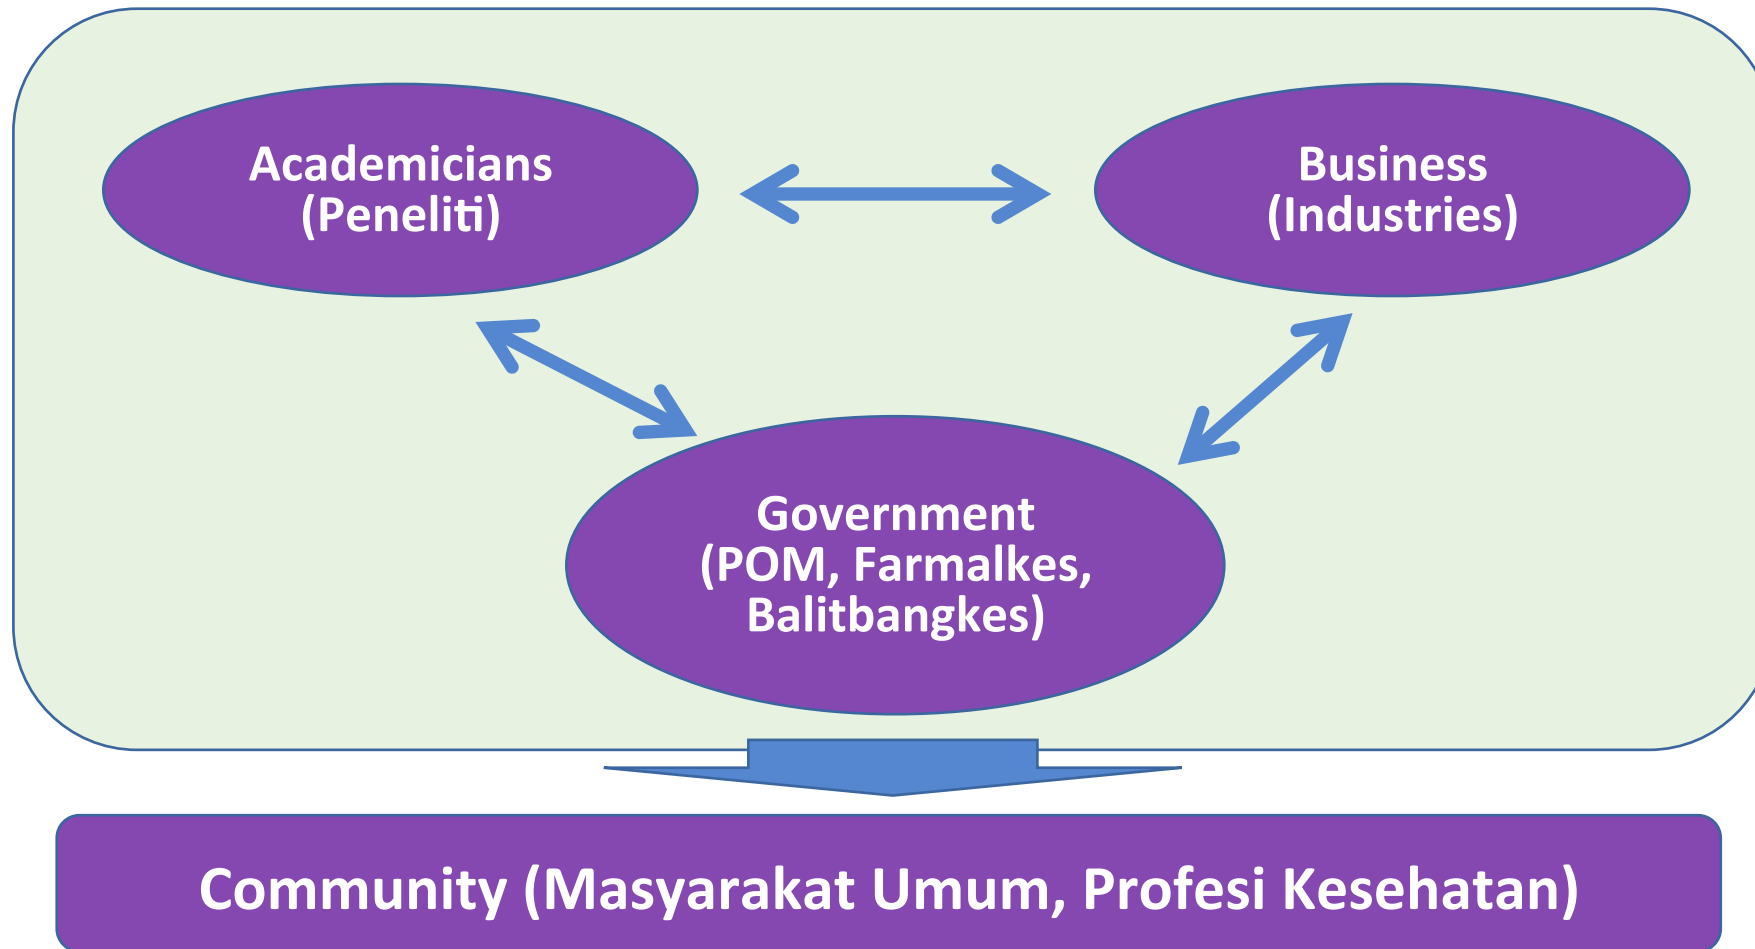 Academicians
(Peneliti)
Business
(Industries)
Government
(POM, Farmalkes,
Balitbangkes)
Community (Masyarakat Umum, Profesi Kesehatan)